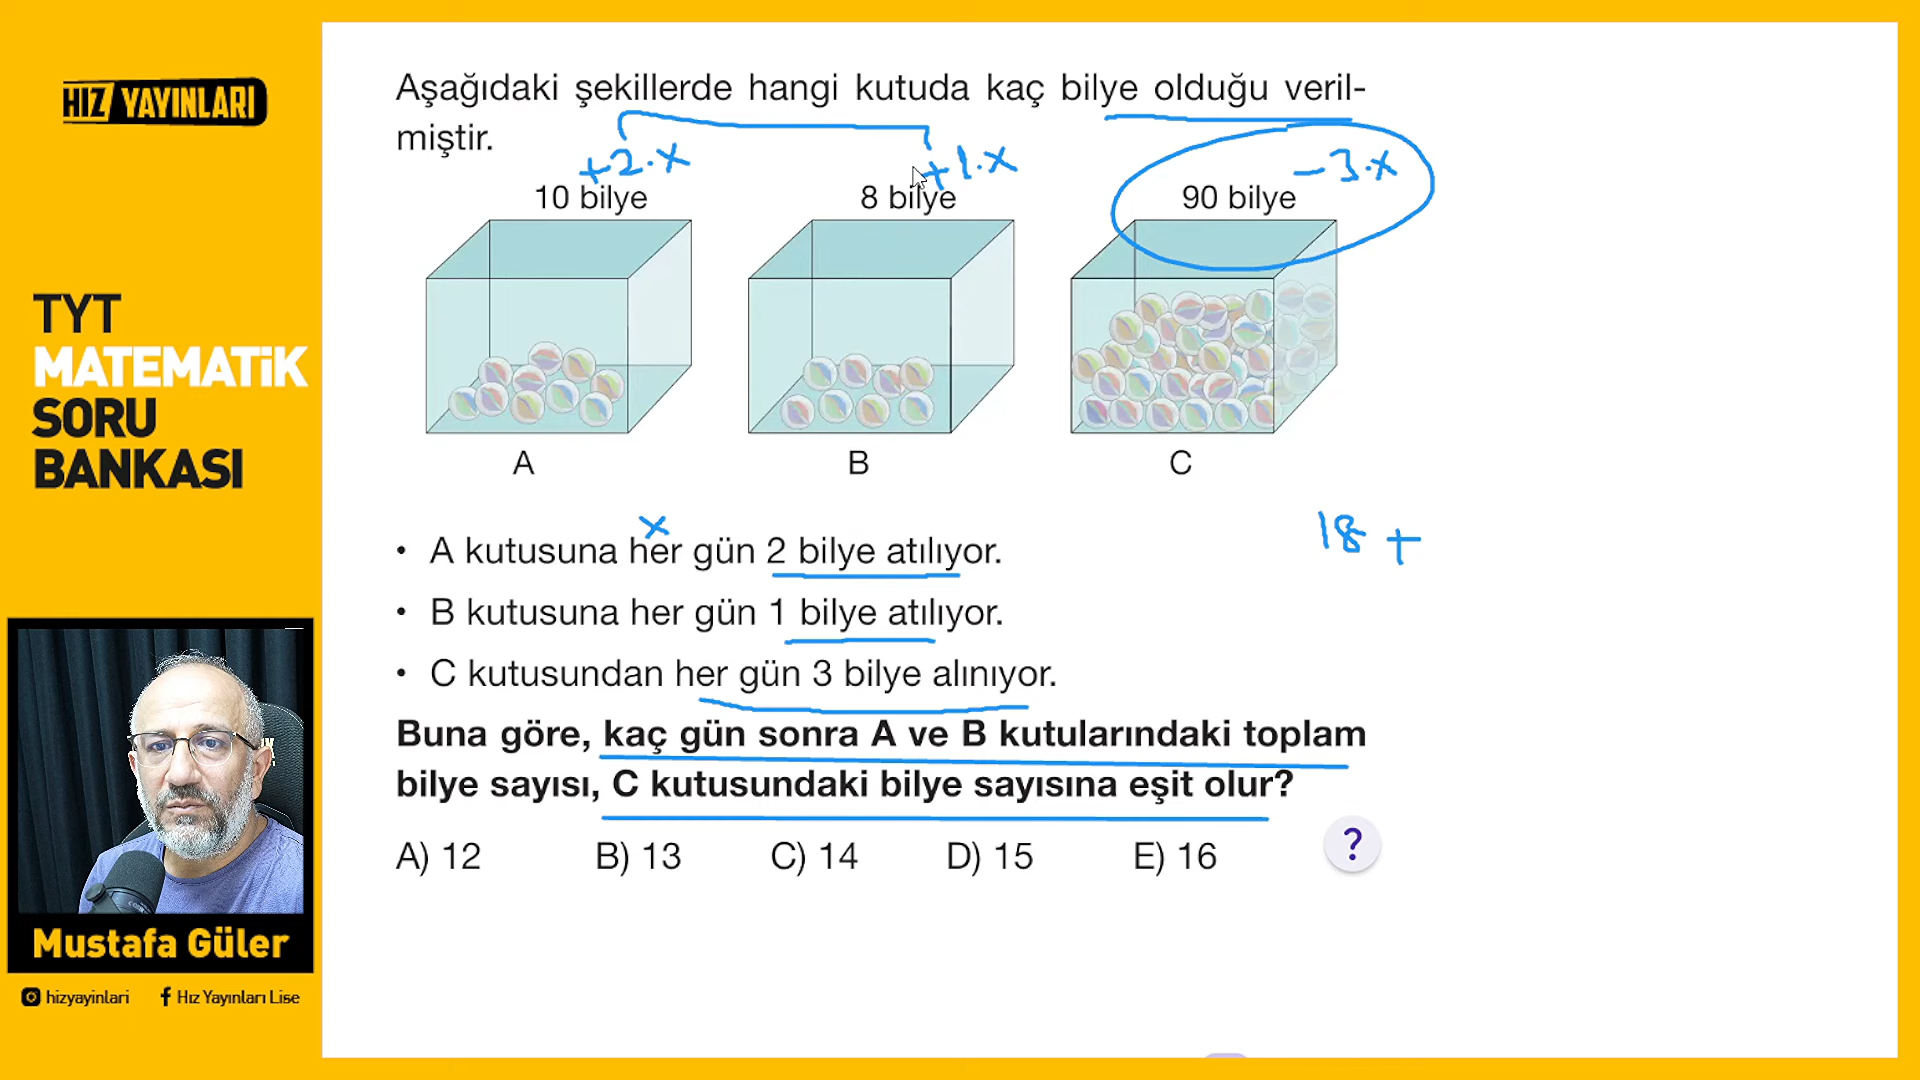 HIZ YAYINLARI
TYT
MATEMATİK
SORU
BANKASI
Mustafa Güler
hizyayinlari
Hız Yayınları Lise
Aşağıdaki şekillerde hangi kutuda kaç bilye olduğu veril-
miştir.
+2.x
+1.x
-3.x
10 bilye
8 bilye
90 bilye
A
B
C
x
18 +
• A kutusuna her gün 2 bilye atılıyor.
• B kutusuna her gün 1 bilye atılıyor.
• C kutusundan her gün 3 bilye alınıyor.
Buna göre, kaç gün sonra A ve B kutularındaki toplam
bilye sayısı, C kutusundaki bilye sayısına eşit olur?
A) 12 B) 13 C) 14 D) 15 E) 16
?